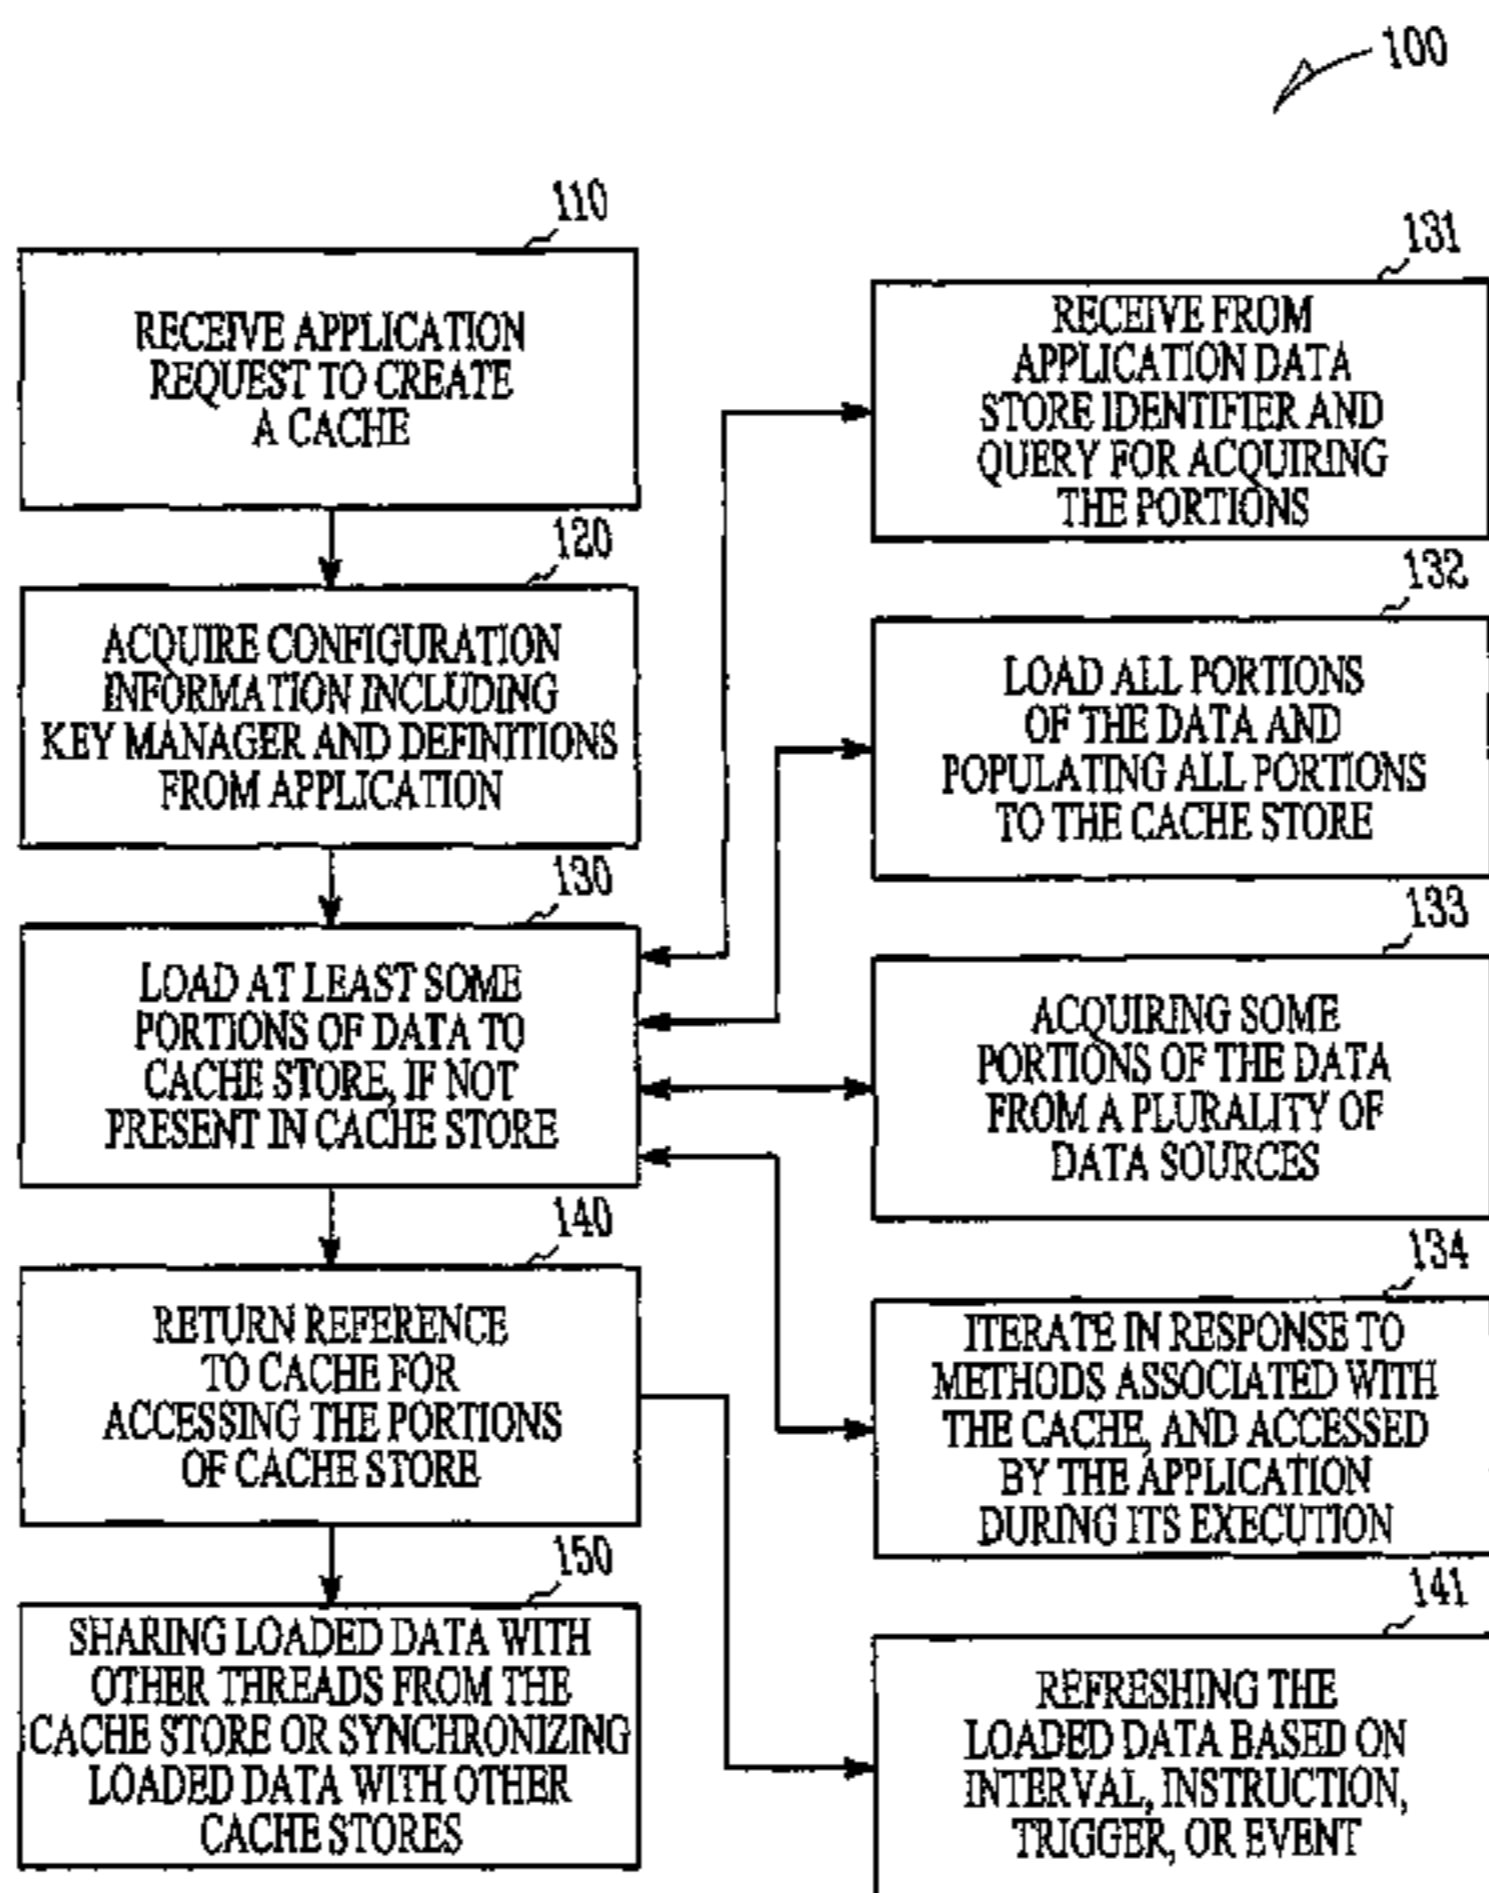 100
110
RECEIVE APPLICATION
REQUEST TO CREATE
A CACHE
120
ACQUIRE CONFIGURATION
INFORMATION INCLUDING
KEY MANAGER AND DEFINITIONS
FROM APPLICATION
130
LOAD AT LEAST SOME
PORTIONS OF DATA TO
CACHE STORE, IF NOT
PRESENT IN CACHE STORE
140
RETURN REFERENCE
TO CACHE FOR
ACCESSING THE PORTIONS
OF CACHE STORE
150
SHARING LOADED DATA WITH
OTHER THREADS FROM THE
CACHE STORE OR SYNCHRONIZING
LOADED DATA WITH OTHER
CACHE STORES
131
RECEIVE FROM
APPLICATION DATA
STORE IDENTIFIER AND
QUERY FOR ACQUIRING
THE PORTIONS
132
LOAD ALL PORTIONS
OF THE DATA AND
POPULATING ALL PORTIONS
TO THE CACHE STORE
133
ACQUIRING SOME
PORTIONS OF THE DATA
FROM A PLURALITY OF
DATA SOURCES
134
ITERATE IN RESPONSE TO
METHODS ASSOCIATED WITH
THE CACHE, AND ACCESSED
BY THE APPLICATION
DURING ITS EXECUTION
141
REFRESHING THE
LOADED DATA BASED ON
INTERVAL, INSTRUCTION,
TRIGGER, OR EVENT